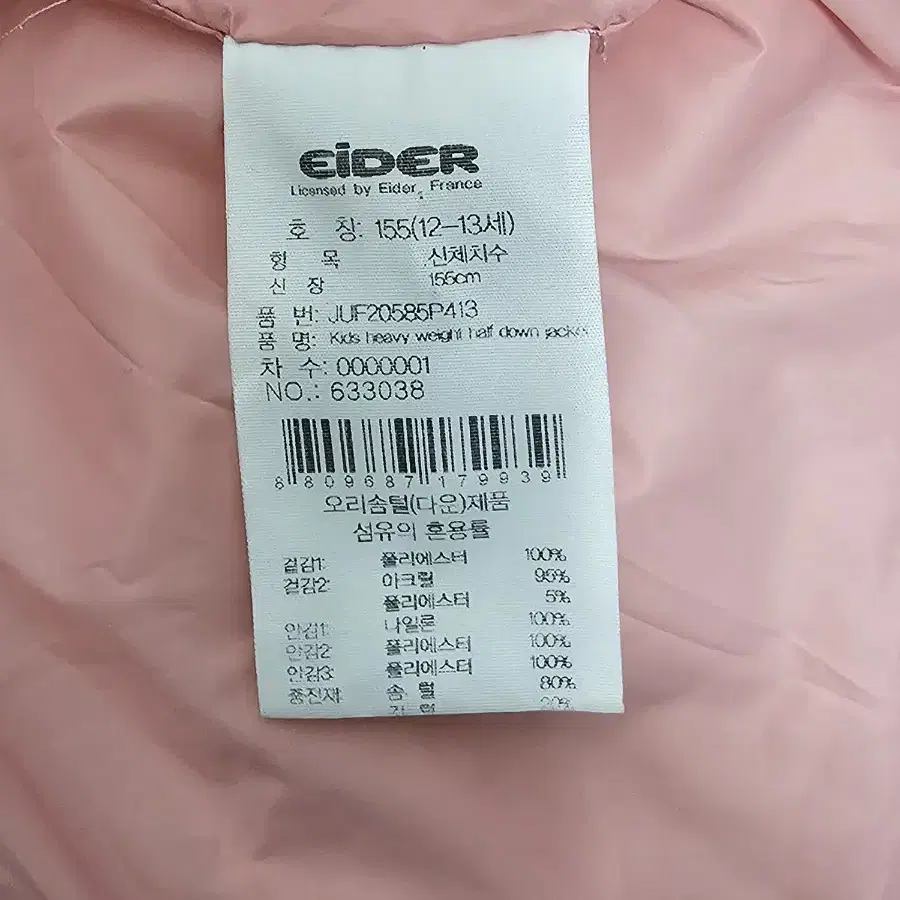 EiDER
Licensed by Eider, France
호 칭: 155(12-13세)
항 목 신체치수
신 장 155cm
품 번: JUF20585P413
품 명: Kids heavy weight half down jacke
차 수: 0000001
NO.: 633038
8 809687 179939
오리솜털(다운)제품
섬유의 혼용률
겉감1: 폴리에스터 100%
겉감2: 아크릴 95%
폴리에스터 5%
안감1: 나일론 100%
안감2: 폴리에스터 100%
안감3: 폴리에스터 100%
충전재: 솜 털 80%
깃 털 20%